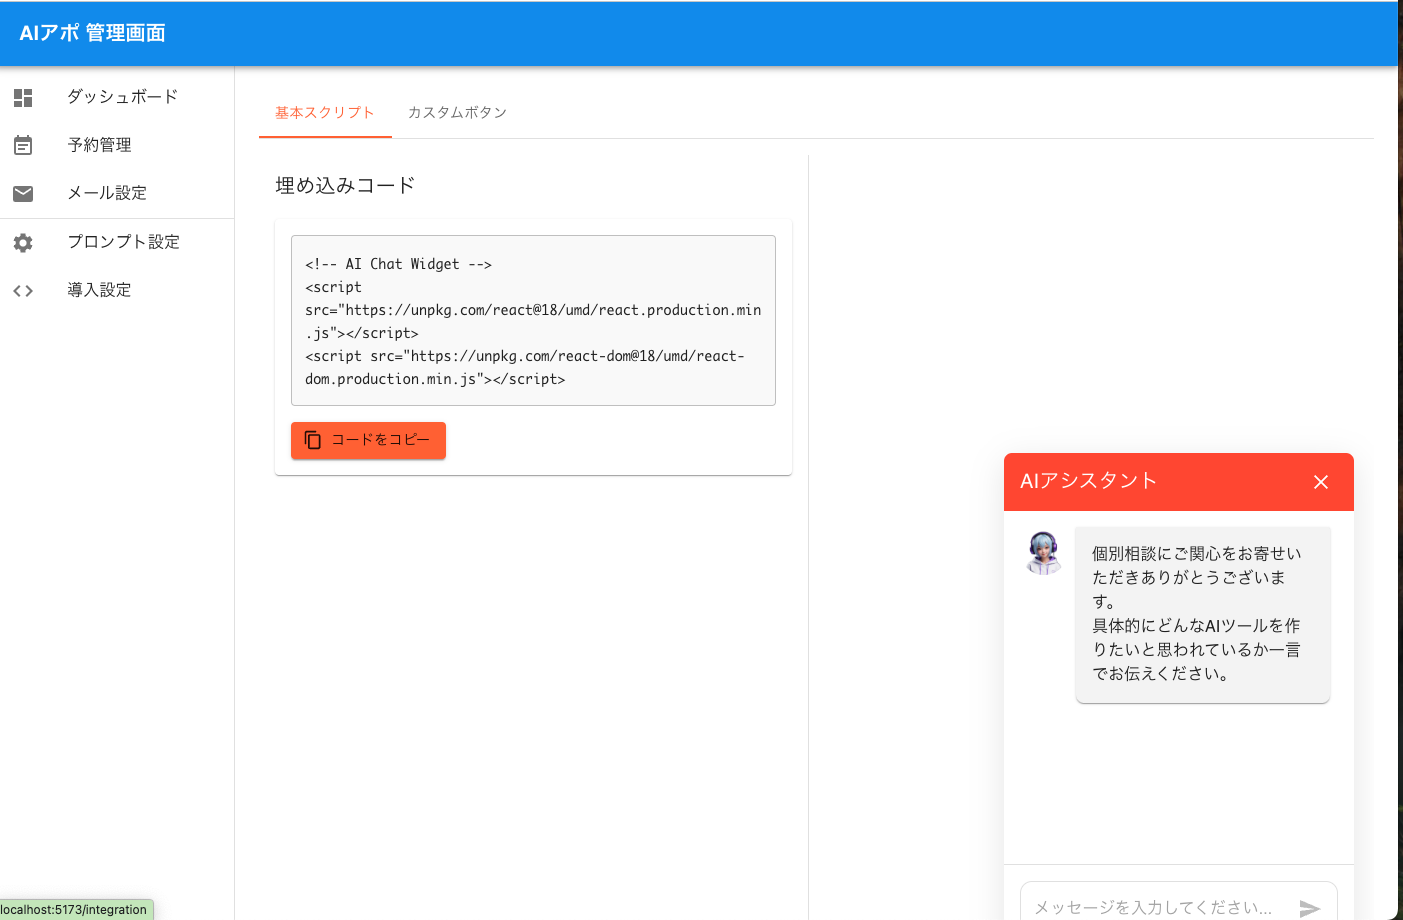 AIアポ 管理画面
ダッシュボード
予約管理
メール設定
プロンプト設定
導入設定
基本スクリプト
カスタムボタン
埋め込みコード
<!-- AI Chat Widget -->
<script
src="https://unpkg.com/react@18/umd/react.production.min
.js"></script>
<script src="https://unpkg.com/react-dom@18/umd/react-
dom.production.min.js"></script>
コードをコピー
AIアシスタント
個別相談にご関心をお寄せい
ただきありがとうございま
す。
具体的にどんなAIツールを作
りたいと思われているか一言
でお伝えください。
メッセージを入力してください...
localhost:5173/integration